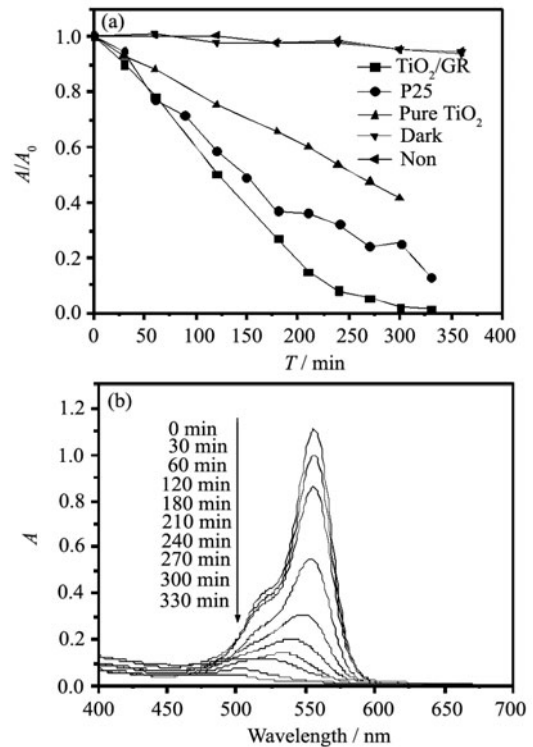 (a)
1.0
0.8
0.6
0.4
0.2
0.0
A/A₀
TiO₂/GR
P25
Pure TiO₂
Dark
Non
0 50 100 150 200 250 300 350 400
T / min
(b)
1.2
1.0
0.8
0.6
0.4
0.2
0.0
A
0 min
30 min
60 min
120 min
180 min
210 min
240 min
270 min
300 min
330 min
400 450 500 550 600 650 700
Wavelength / nm